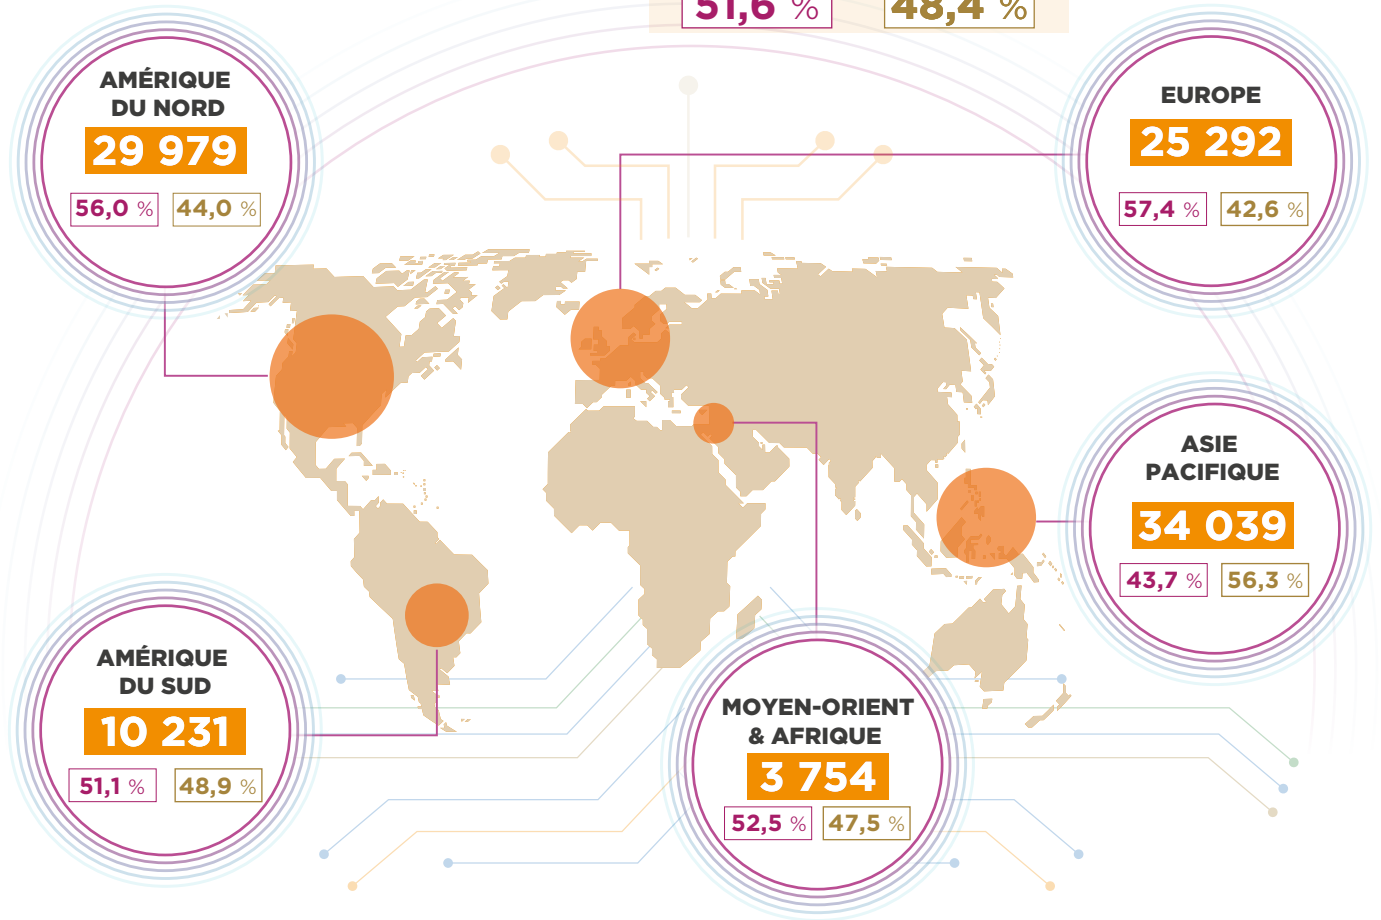 51,6 % 48,4 %
AMÉRIQUE
DU NORD
29 979
56,0 % 44,0 %
EUROPE
25 292
57,4 % 42,6 %
ASIE
PACIFIQUE
34 039
43,7 % 56,3 %
AMÉRIQUE
DU SUD
10 231
51,1 % 48,9 %
MOYEN-ORIENT
& AFRIQUE
3 754
52,5 % 47,5 %